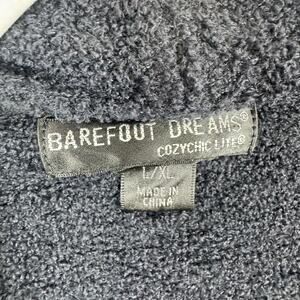 BAREFOOT DREAMS®
COZYCHIC LITE®
L/XL
MADE IN
CHINA